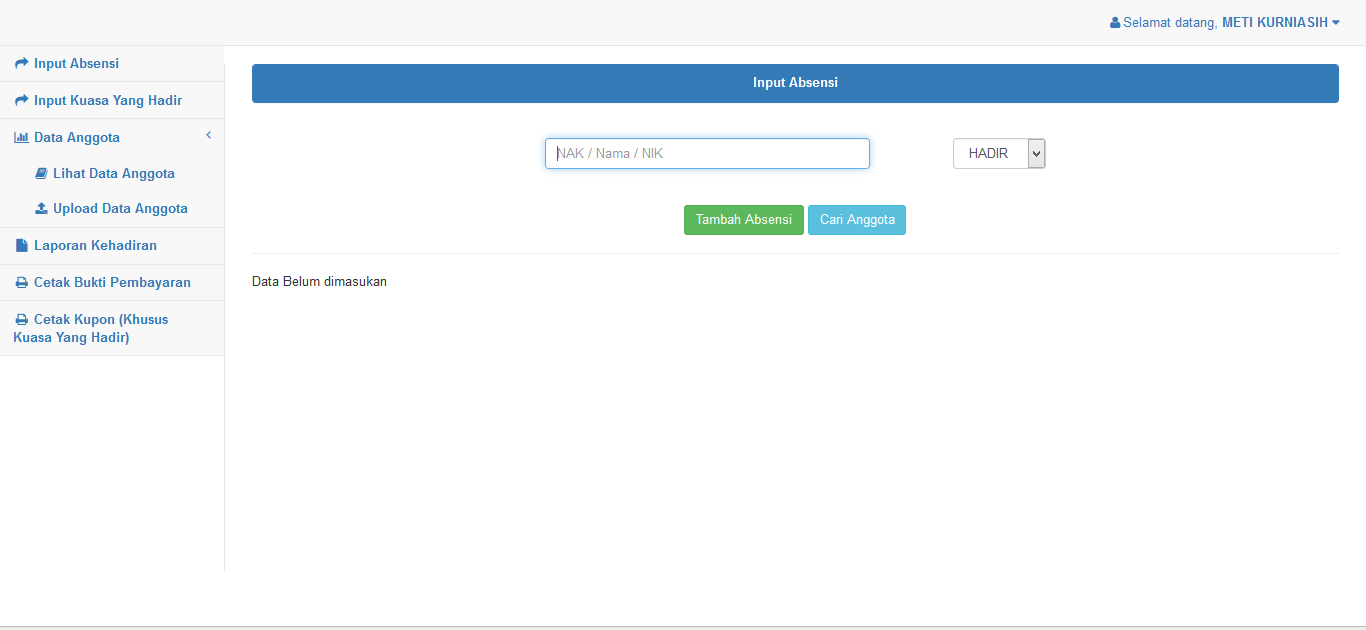 Selamat datang, METI KURNIASIH
Input Absensi
Input Kuasa Yang Hadir
Data Anggota
Lihat Data Anggota
Upload Data Anggota
Laporan Kehadiran
Cetak Bukti Pembayaran
Cetak Kupon (Khusus
Kuasa Yang Hadir)
Input Absensi
NAK / Nama / NIK
HADIR
Tambah Absensi
Cari Anggota
Data Belum dimasukan